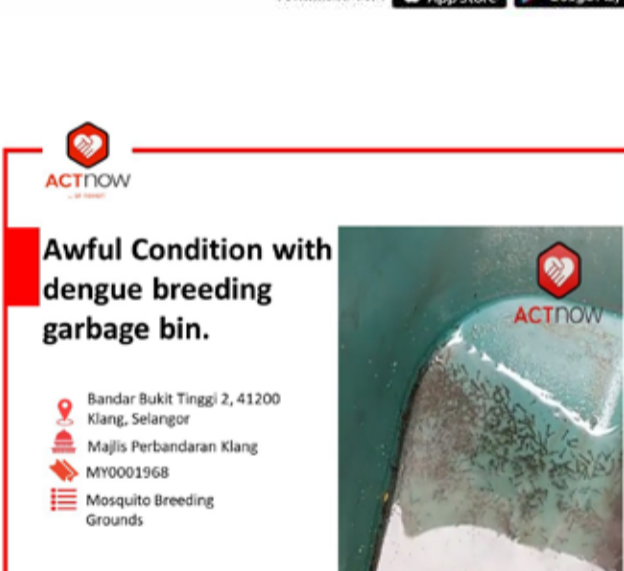 App Store
ACTNOW
Awful Condition with
dengue breeding
garbage bin.
ACTNOW
Bandar Bukit Tinggi 2, 41200
Klang, Selangor
Majlis Perbandaran Klang
MY0001968
Mosquito Breeding
Grounds